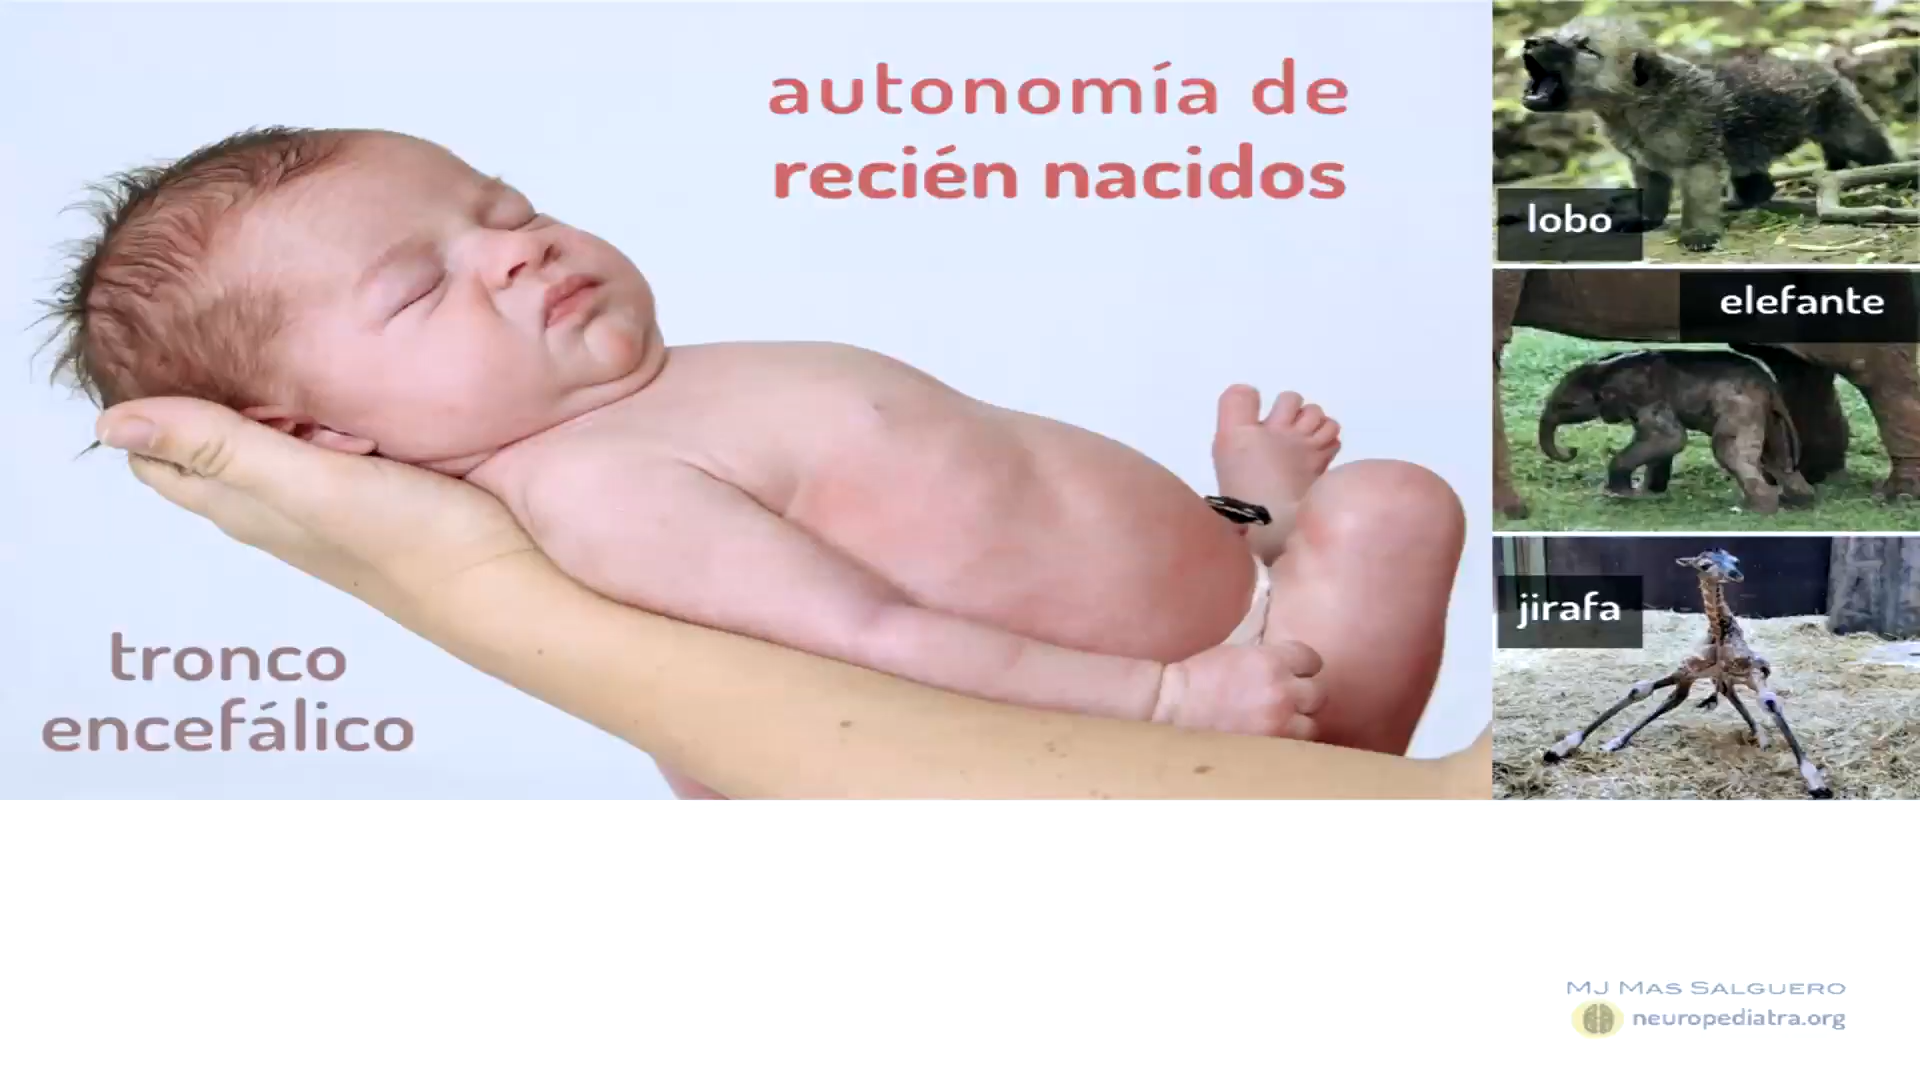 autonomía de
recién nacidos
lobo
elefante
jirafa
tronco
encefálico
MJ MAS SALGUERO
neuropediatra.org